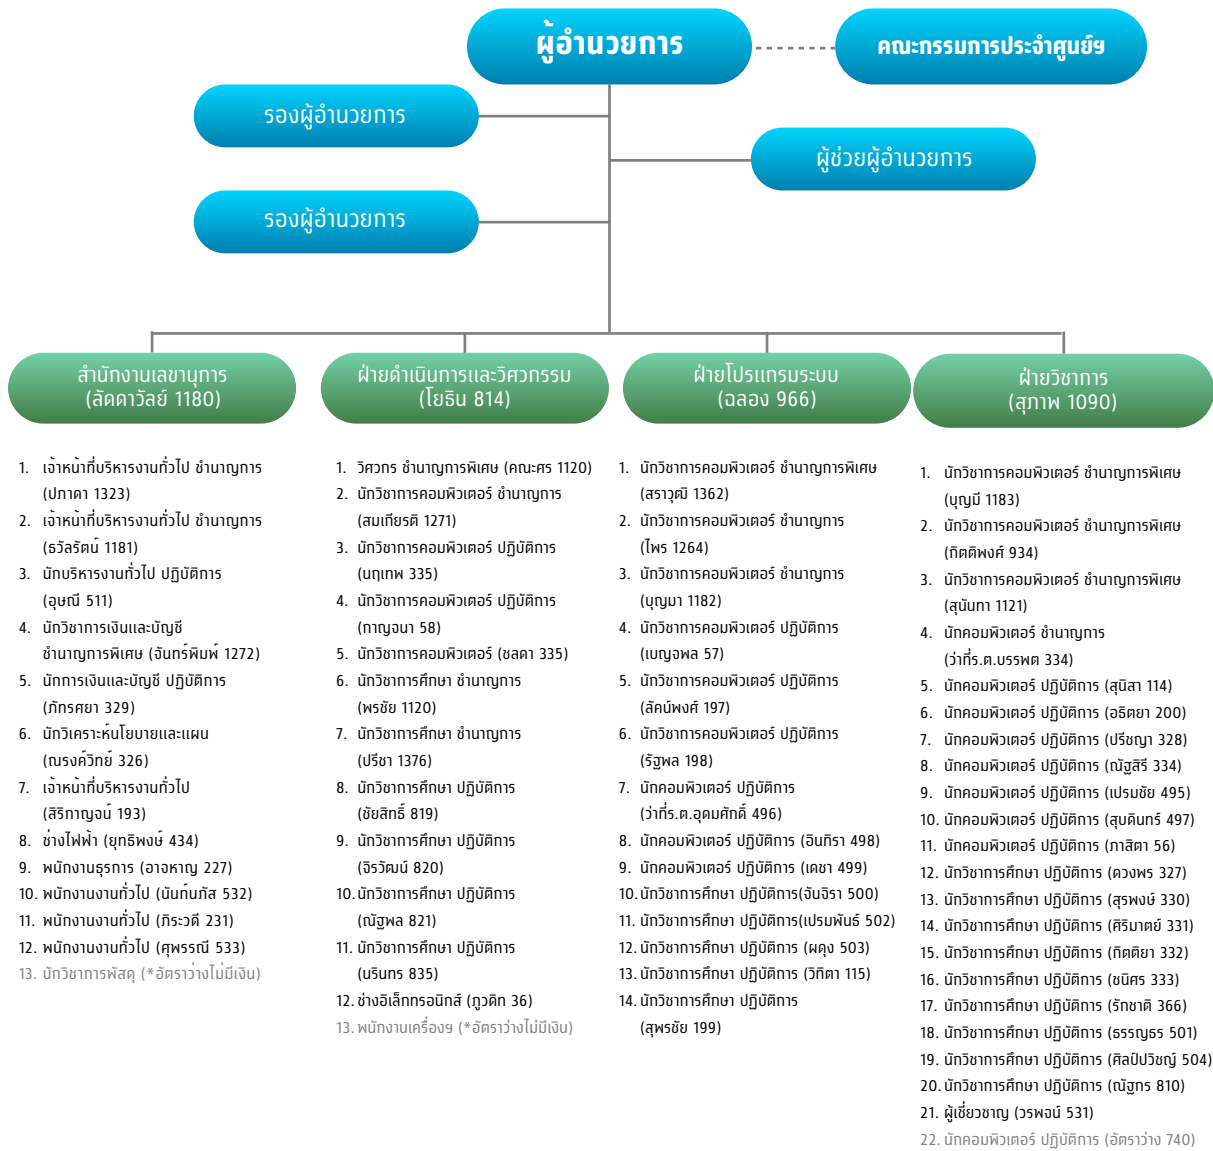 ผู้อำนวยการ
คณะกรรมการประจำศูนย์ฯ
รองผู้อำนวยการ
ผู้ช่วยผู้อำนวยการ
รองผู้อำนวยการ
สำนักงานเลขานุการ
(ลัดดาวัลย์ 1180)
1. เจ้าหน้าที่บริหารงานทั่วไป ชำนาญการ
(ปภาดา 1323)
2. เจ้าหน้าที่บริหารงานทั่วไป ชำนาญการ
(ธวัลรัตน์ 1181)
3. นักบริหารงานทั่วไป ปฏิบัติการ
(อุษณี 511)
4. นักวิชาการเงินและบัญชี
ชำนาญการพิเศษ (จันทร์พิมพ์ 1272)
5. นักการเงินและบัญชี ปฏิบัติการ
(ภัทรศยา 329)
6. นักวิเคราะห์นโยบายและแผน
(ณรงค์วิทย์ 326)
7. เจ้าหน้าที่บริหารงานทั่วไป
(สิริกาญจน์ 193)
8. ช่างไฟฟ้า (ยุทธิพงษ์ 434)
9. พนักงานธุรการ (อาจหาญ 227)
10. พนักงานงานทั่วไป (นันท์นภัส 532)
11. พนักงานงานทั่วไป (ภิระวดี 231)
12. พนักงานงานทั่วไป (ศุพรรณี 533)
13. นักวิชาการพัสดุ (*อัตราว่างไม่มีเงิน)
ฝ่ายดำเนินการและวิศวกรรม
(โยธิน 814)
1. วิศวกร ชำนาญการพิเศษ (คณะศร 1120)
2. นักวิชาการคอมพิวเตอร์ ชำนาญการ
(สมเกียรติ 1271)
3. นักวิชาการคอมพิวเตอร์ ปฏิบัติการ
(นฤเทพ 335)
4. นักวิชาการคอมพิวเตอร์ ปฏิบัติการ
(กาญจนา 58)
5. นักวิชาการคอมพิวเตอร์ (ชลดา 335)
6. นักวิชาการศึกษา ชำนาญการ
(พรชัย 1120)
7. นักวิชาการศึกษา ชำนาญการ
(ปรีชา 1376)
8. นักวิชาการศึกษา ปฏิบัติการ
(ชัยสิทธิ์ 819)
9. นักวิชาการศึกษา ปฏิบัติการ
(จิรวัฒน์ 820)
10. นักวิชาการศึกษา ปฏิบัติการ
(ณัฐพล 821)
11. นักวิชาการศึกษา ปฏิบัติการ
(นรินทร 835)
12. ช่างอิเล็กทรอนิกส์ (ภูวดิท 36)
13. พนักงานเครื่องฯ (*อัตราว่างไม่มีเงิน)
ฝ่ายโปรแกรมระบบ
(ฉลอง 966)
1. นักวิชาการคอมพิวเตอร์ ชำนาญการพิเศษ
(สราวุฒิ 1362)
2. นักวิชาการคอมพิวเตอร์ ชำนาญการ
(ไพร 1264)
3. นักวิชาการคอมพิวเตอร์ ชำนาญการ
(บุญมา 1182)
4. นักวิชาการคอมพิวเตอร์ ปฏิบัติการ
(เบญจพล 57)
5. นักวิชาการคอมพิวเตอร์ ปฏิบัติการ
(ลัคน์พงศ์ 197)
6. นักวิชาการคอมพิวเตอร์ ปฏิบัติการ
(รัฐพล 198)
7. นักคอมพิวเตอร์ ปฏิบัติการ
(ว่าที่ร.ต.อุดมศักดิ์ 496)
8. นักคอมพิวเตอร์ ปฏิบัติการ (อินทิรา 498)
9. นักคอมพิวเตอร์ ปฏิบัติการ (เดชา 499)
10. นักวิชาการศึกษา ปฏิบัติการ(จันจิรา 500)
11. นักวิชาการศึกษา ปฏิบัติการ(เปรมพันธ์ 502)
12. นักวิชาการศึกษา ปฏิบัติการ (ผดุง 503)
13. นักวิชาการศึกษา ปฏิบัติการ (วิทิตา 115)
14. นักวิชาการศึกษา ปฏิบัติการ
(สุพรชัย 199)
ฝ่ายวิชาการ
(สุภาพ 1090)
1. นักวิชาการคอมพิวเตอร์ ชำนาญการพิเศษ
(บุญมี 1183)
2. นักวิชาการคอมพิวเตอร์ ชำนาญการพิเศษ
(กิตติพงศ์ 934)
3. นักวิชาการคอมพิวเตอร์ ชำนาญการพิเศษ
(สุนันทา 1121)
4. นักคอมพิวเตอร์ ชำนาญการ
(ว่าที่ร.ต.บรรพต 334)
5. นักคอมพิวเตอร์ ปฏิบัติการ (สุนิสา 114)
6. นักคอมพิวเตอร์ ปฏิบัติการ (อธิตยา 200)
7. นักคอมพิวเตอร์ ปฏิบัติการ (ปรีชญา 328)
8. นักคอมพิวเตอร์ ปฏิบัติการ (ณัฐสิรี 334)
9. นักคอมพิวเตอร์ ปฏิบัติการ (เปรมชัย 495)
10. นักคอมพิวเตอร์ ปฏิบัติการ (สุบดินทร์ 497)
11. นักคอมพิวเตอร์ ปฏิบัติการ (ภาสิตา 56)
12. นักวิชาการศึกษา ปฏิบัติการ (ดวงพร 327)
13. นักวิชาการศึกษา ปฏิบัติการ (สุรพงษ์ 330)
14. นักวิชาการศึกษา ปฏิบัติการ (ศิริมาตย์ 331)
15. นักวิชาการศึกษา ปฏิบัติการ (กิตติยา 332)
16. นักวิชาการศึกษา ปฏิบัติการ (ชนิศร 333)
17. นักวิชาการศึกษา ปฏิบัติการ (รักชาติ 366)
18. นักวิชาการศึกษา ปฏิบัติการ (ธรรญธร 501)
19. นักวิชาการศึกษา ปฏิบัติการ (ศิลป์ปวิชญ์ 504)
20. นักวิชาการศึกษา ปฏิบัติการ (ณัฐกร 810)
21. ผู้เชี่ยวชาญ (วรพจน์ 531)
22. นักคอมพิวเตอร์ ปฏิบัติการ (อัตราว่าง 740)